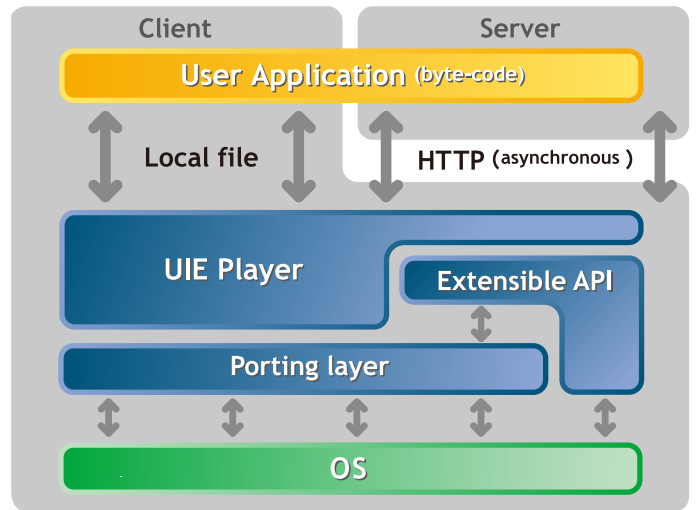 Client
Server
User Application (byte-code)
Local file
HTTP (asynchronous )
UIE Player
Extensible API
Porting layer
OS